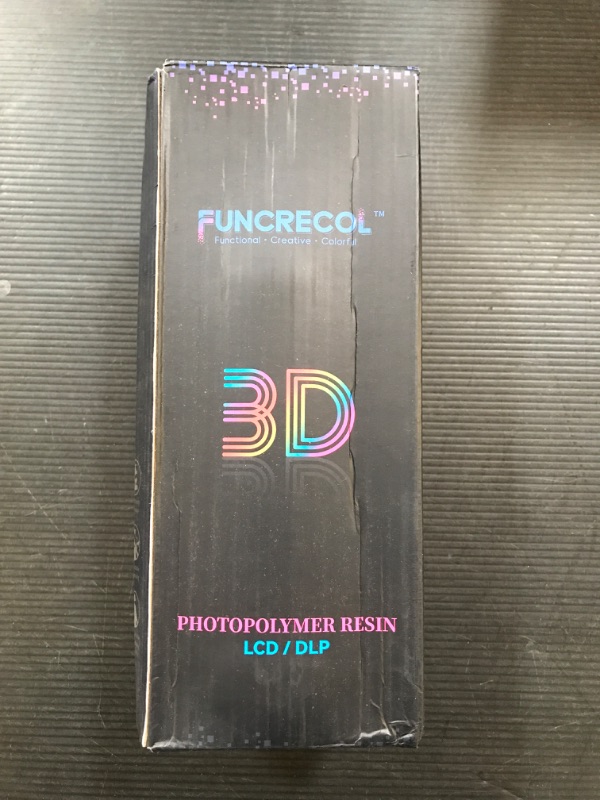 FUNCRECOL™
Functional • Creative • Colorful
3D
PHOTOPOLYMER RESIN
LCD / DLP